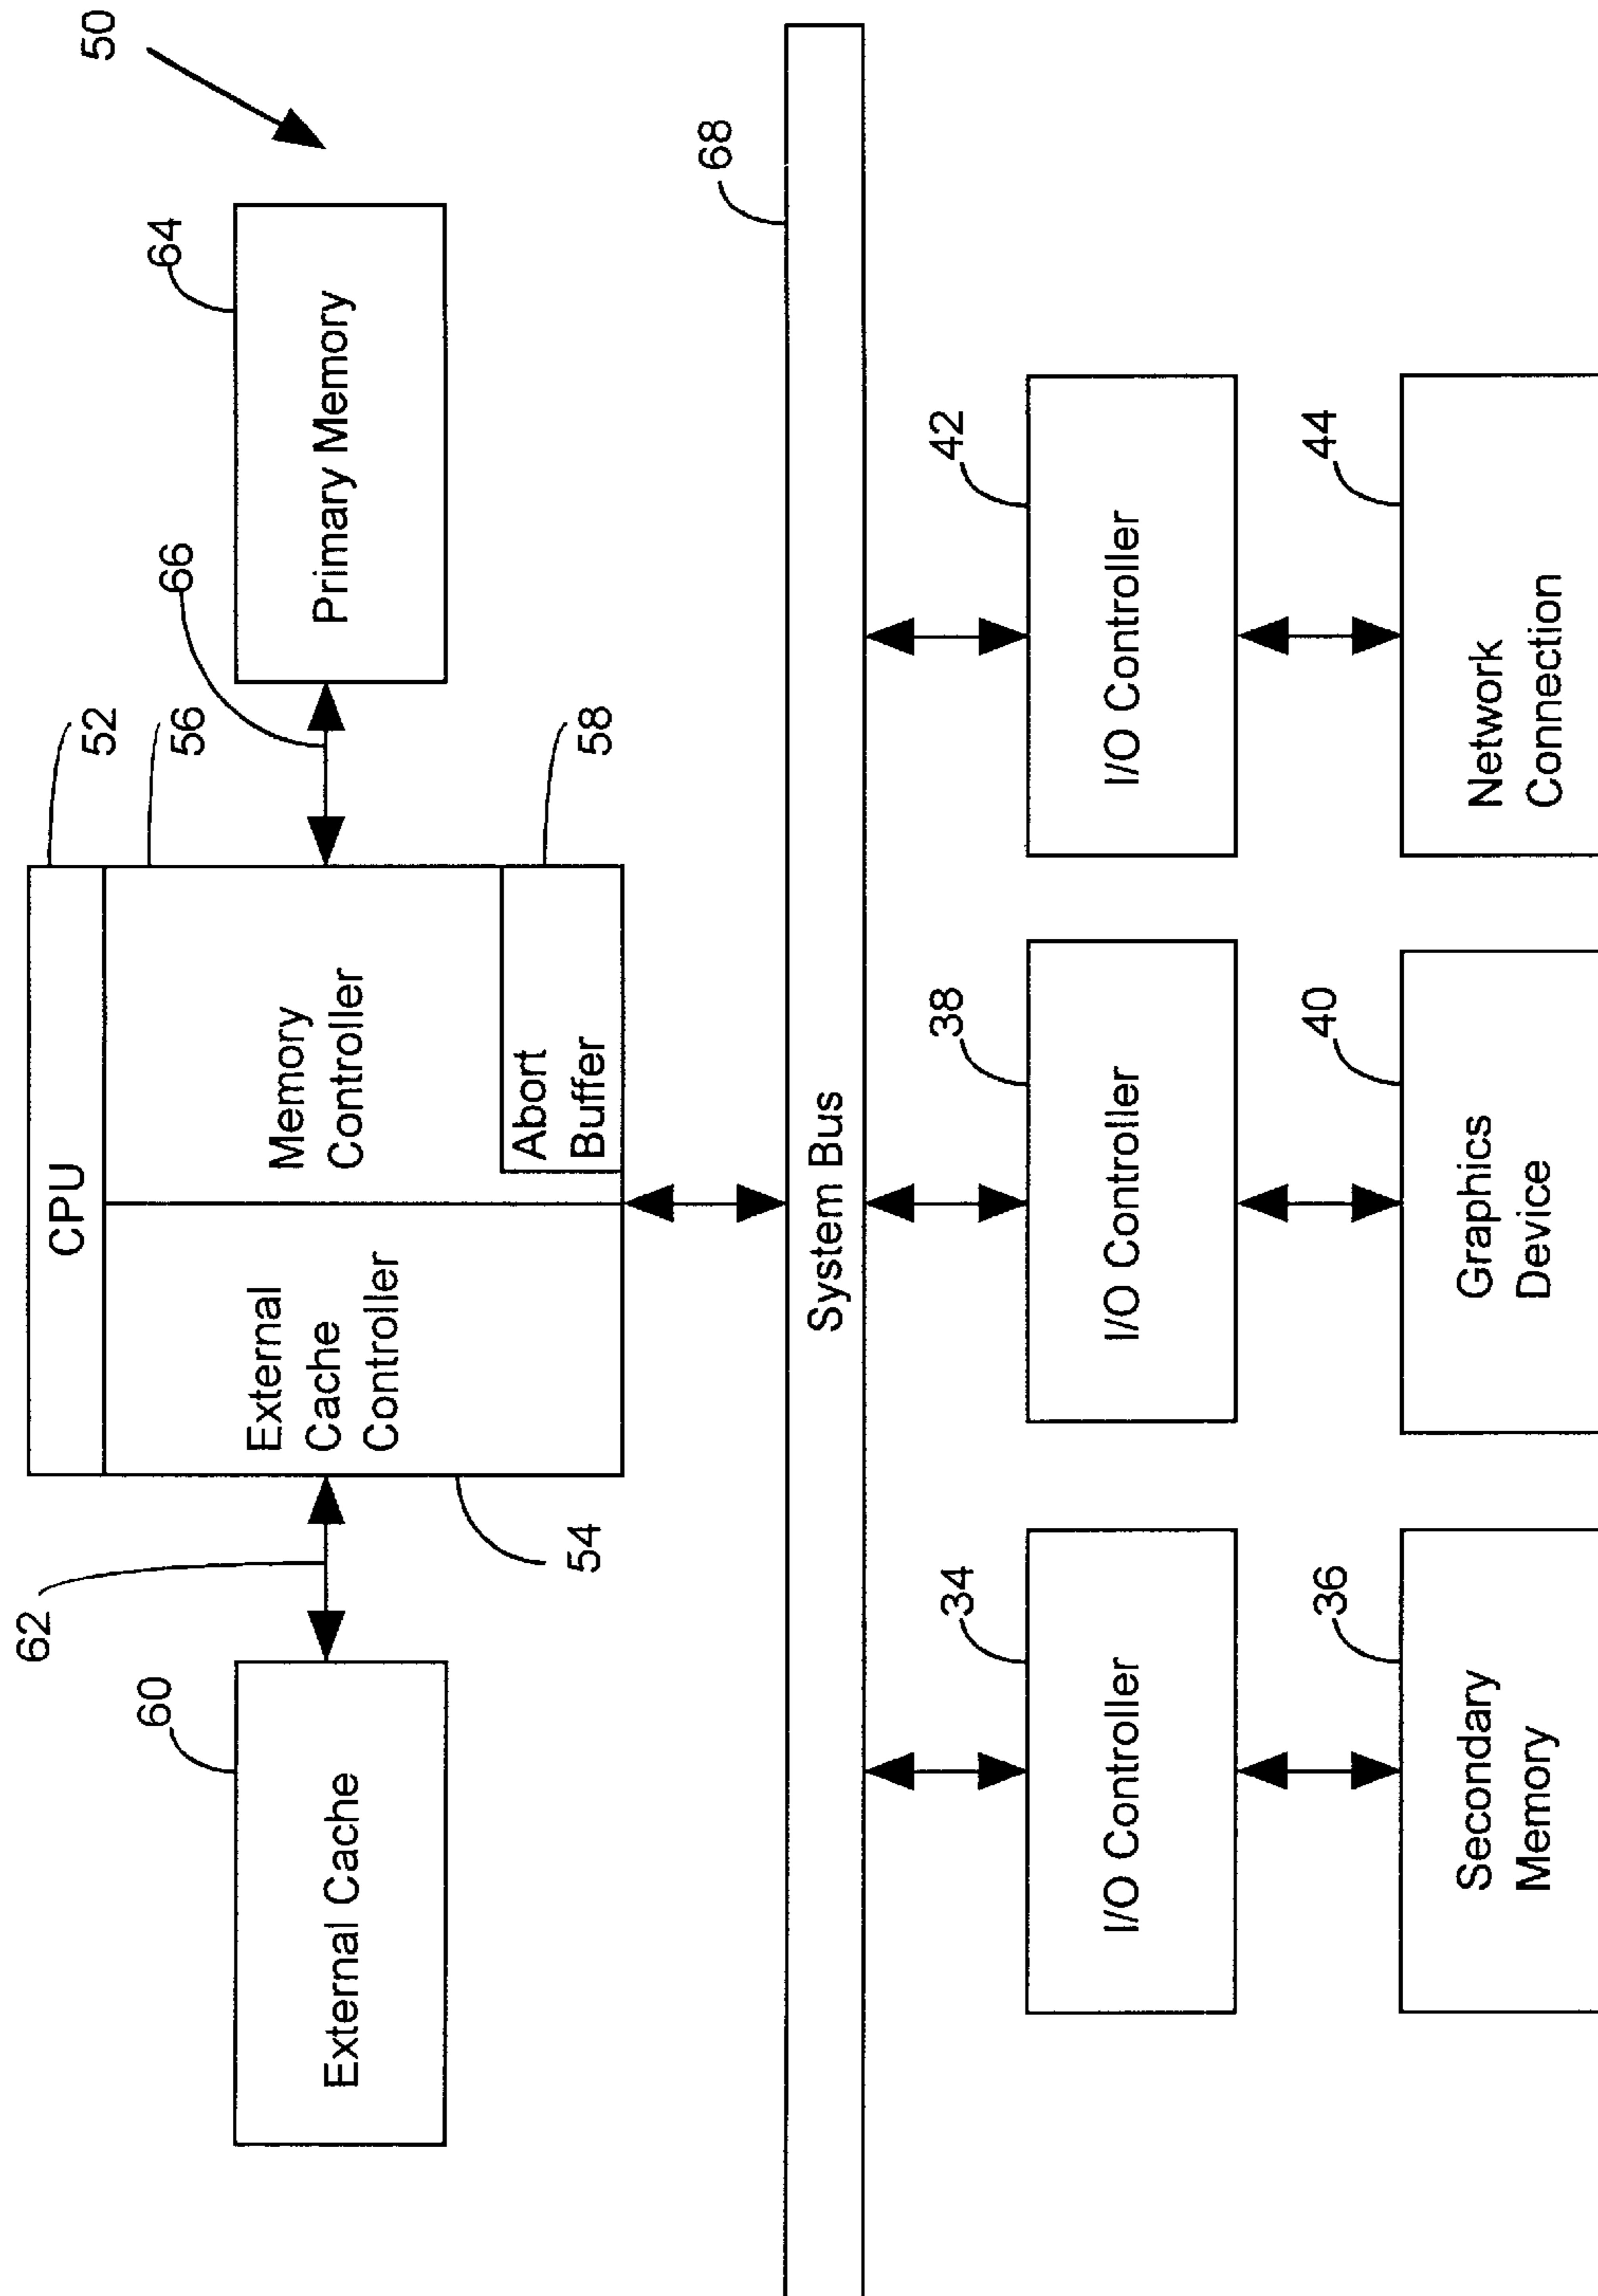 50
CPU
52
56
62
60
64
66
External Cache
External
Cache
Controller
Memory
Controller
Abort
Buffer
Primary Memory
54
58
68
System Bus
34
38
42
I/O Controller
I/O Controller
I/O Controller
36
40
44
Secondary
Memory
Graphics
Device
Network
Connection